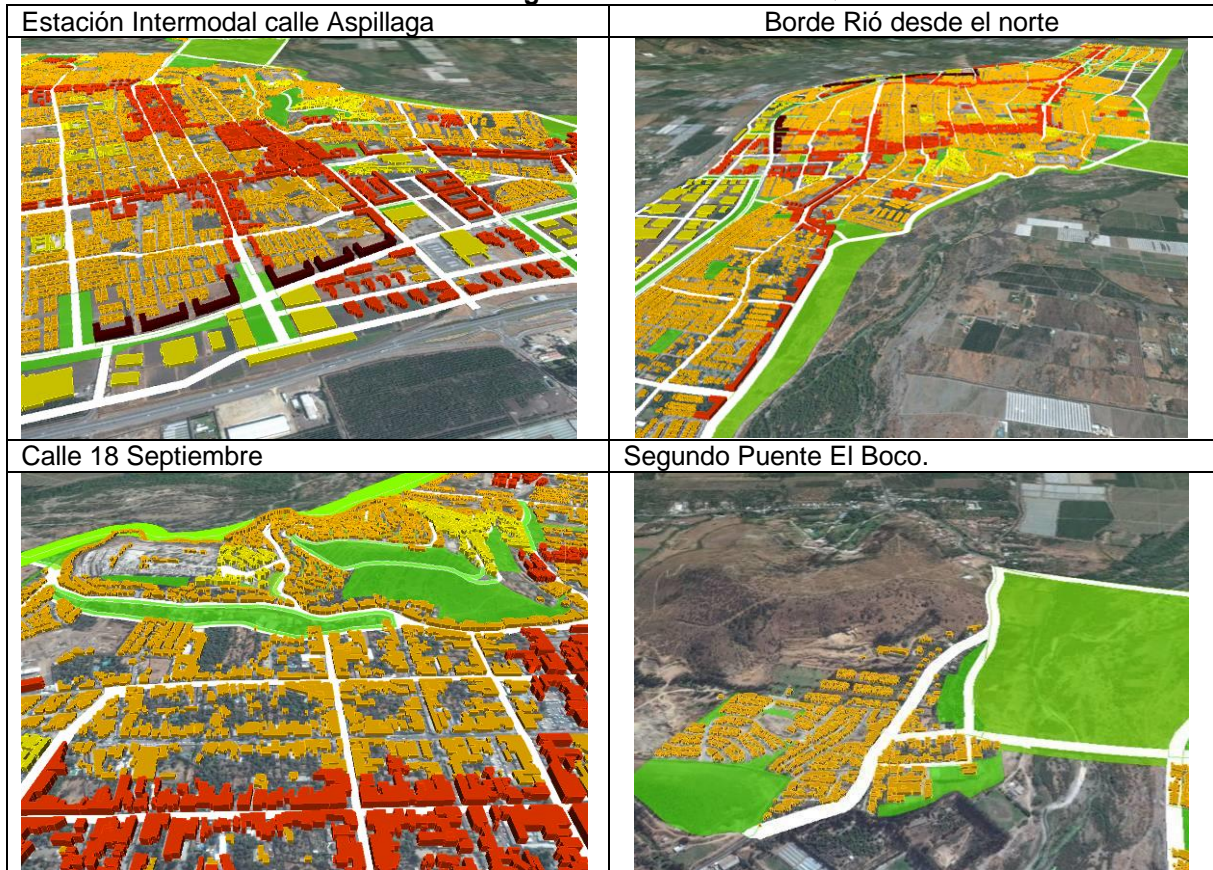 Estación Intermodal calle Aspillaga
Borde Rió desde el norte
Calle 18 Septiembre
Segundo Puente El Boco.